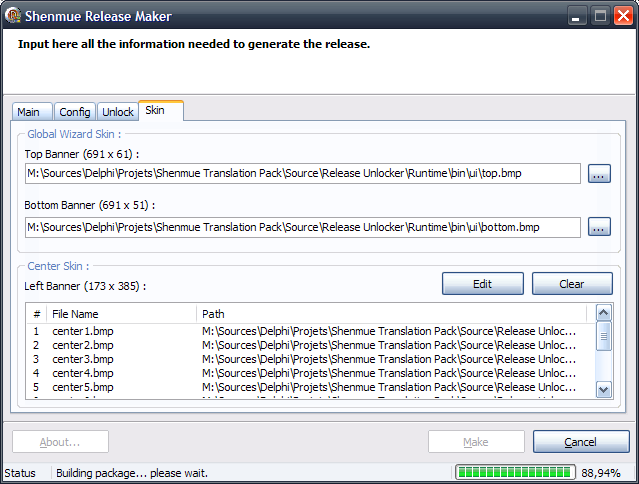 Shenmue Release Maker
Input here all the information needed to generate the release.
Main Config Unlock Skin
Global Wizard Skin :
Top Banner (691 x 61) :
M:\Sources\Delphi\Projets\Shenmue Translation Pack\Source\Release Unlocker\Runtime\bin\ui\top.bmp ...
Bottom Banner (691 x 51) :
M:\Sources\Delphi\Projets\Shenmue Translation Pack\Source\Release Unlocker\Runtime\bin\ui\bottom.bmp ...
Center Skin :
Left Banner (173 x 385) : Edit Clear
# File Name Path
1 center1.bmp M:\Sources\Delphi\Projets\Shenmue Translation Pack\Source\Release Unloc...
2 center2.bmp M:\Sources\Delphi\Projets\Shenmue Translation Pack\Source\Release Unloc...
3 center3.bmp M:\Sources\Delphi\Projets\Shenmue Translation Pack\Source\Release Unloc...
4 center4.bmp M:\Sources\Delphi\Projets\Shenmue Translation Pack\Source\Release Unloc...
5 center5.bmp M:\Sources\Delphi\Projets\Shenmue Translation Pack\Source\Release Unloc...
About... Make Cancel
Status Building package... please wait. 88,94%